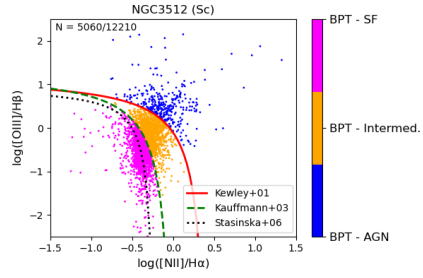 NGC3512 (Sc)
N = 5060/12210
BPT - SF
BPT - Intermed.
BPT - AGN
2
1
0
−1
−2
log([OIII]/Hβ)
Kewley+01
Kauffmann+03
Stasinska+06
−1.5 −1.0 −0.5 0.0 0.5 1.0 1.5
log([NII]/Hα)